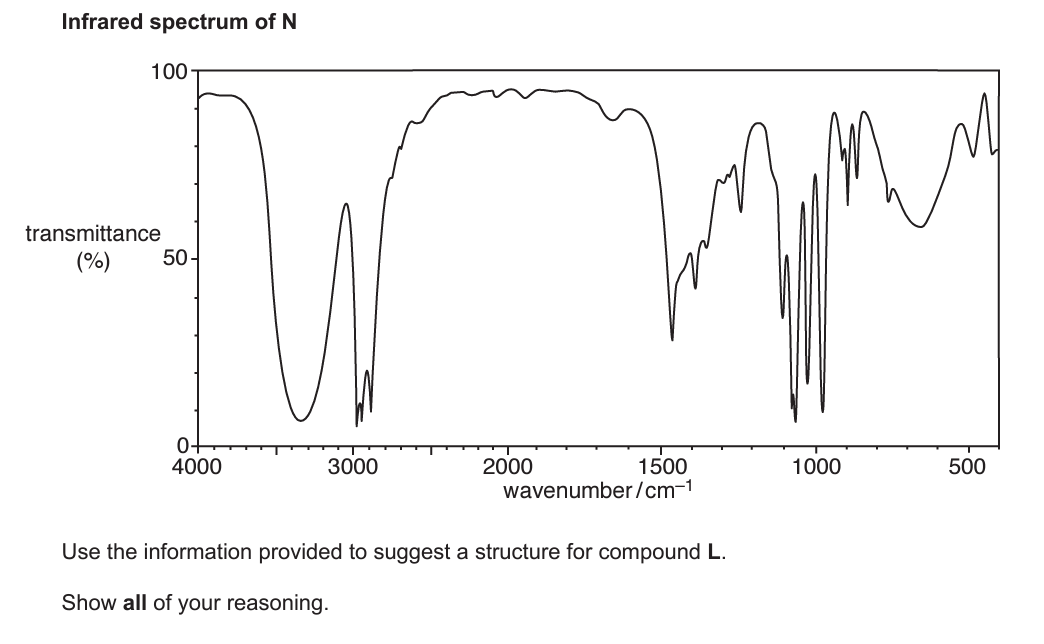 Infrared spectrum of N
100
transmittance
(%)
50
0
4000 3000 2000 1500 1000 500
wavenumber / cm⁻¹
Use the information provided to suggest a structure for compound L.
Show all of your reasoning.